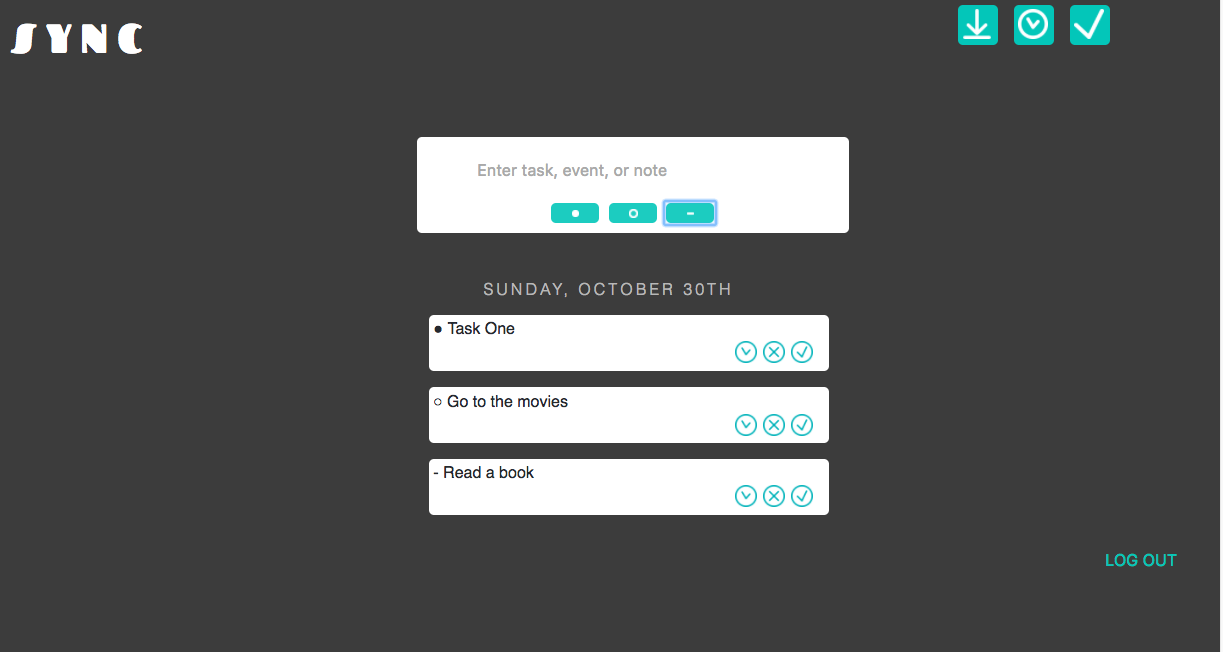 SYNC
Enter task, event, or note
SUNDAY, OCTOBER 30TH
● Task One
○ Go to the movies
- Read a book
LOG OUT